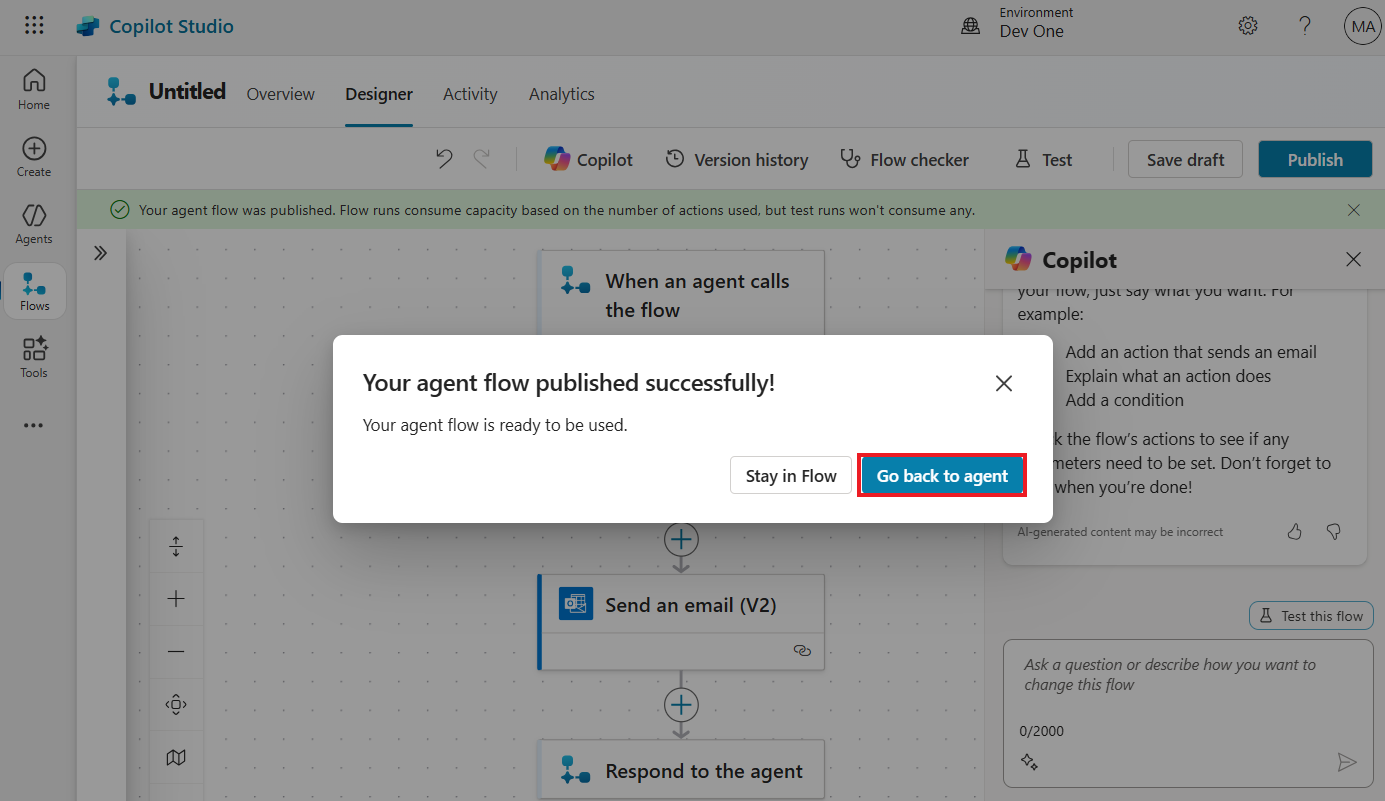 Copilot Studio
Environment
Dev One
MA
Home
Create
Agents
Flows
Tools
Untitled
Overview
Designer
Activity
Analytics
Copilot
Version history
Flow checker
Test
Save draft
Publish
Your agent flow was published. Flow runs consume capacity based on the number of actions used, but test runs won't consume any.
When an agent calls
the flow
Your agent flow published successfully!
Your agent flow is ready to be used.
Stay in Flow
Go back to agent
Send an email (V2)
Respond to the agent
Copilot
your flow, just say what you want. For
example:
Add an action that sends an email
Explain what an action does
Add a condition
k the flow's actions to see if any
meters need to be set. Don't forget to
when you're done!
AI-generated content may be incorrect
Test this flow
Ask a question or describe how you want to
change this flow
0/2000